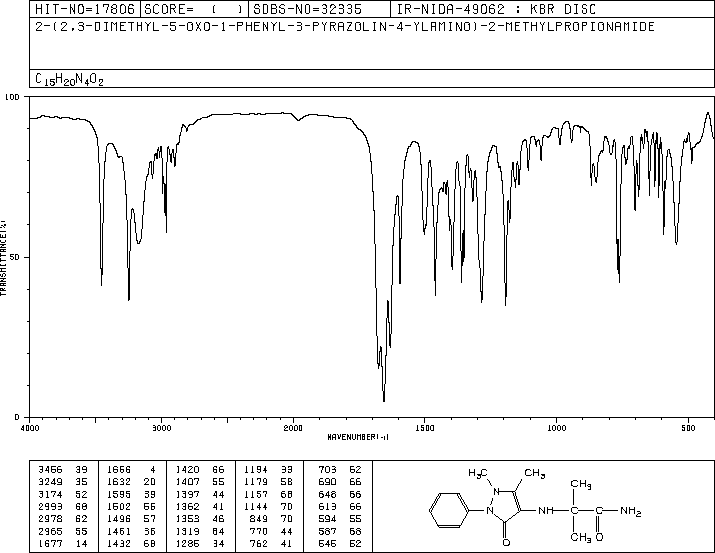 HIT-NO=17806 SCORE= ( ) SDBS-NO=32335 IR-NIDA-49062 : KBR DISC
2-(2,3-DIMETHYL-5-OXO-1-PHENYL-3-PYRAZOLIN-4-YLAMINO)-2-METHYLPROPIONAMIDE
C15H20N4O2
100
50
0
TRANSMITTANCE(%)
4000 3000 2000 1500 1000 500
WAVENUMBER(-1)
3456 39 1656 4 1420 66 1194 33 703 62
3249 35 1632 20 1407 55 1179 58 690 66
3174 52 1595 39 1397 44 1157 68 648 66
2993 68 1502 55 1362 41 1144 70 613 66
2978 62 1496 57 1353 46 849 70 594 55
2965 55 1461 36 1319 64 770 44 587 58
1677 14 1432 68 1285 34 762 41 545 52
H3C
CH3
CH3
N
N
NH
C
C
NH2
O
CH3
O